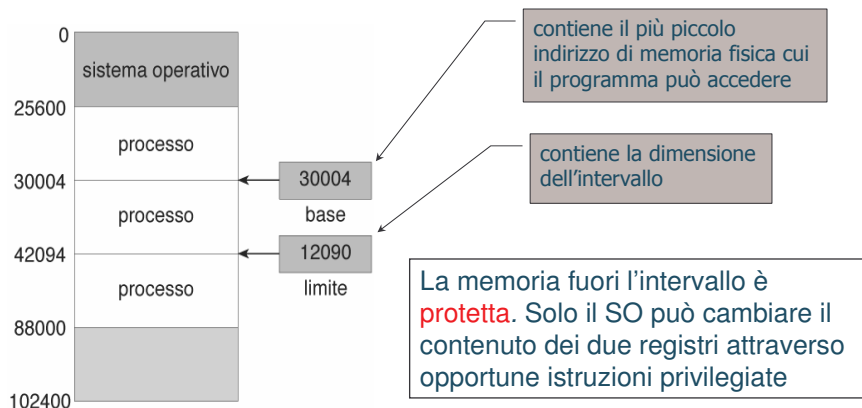 0
sistema operativo
25600
processo
30004
processo
42094
processo
88000
102400
30004
base
12090
limite
contiene il più piccolo
indirizzo di memoria fisica cui
il programma può accedere
contiene la dimensione
dell'intervallo
La memoria fuori l'intervallo è
protetta. Solo il SO può cambiare il
contenuto dei due registri attraverso
opportune istruzioni privilegiate